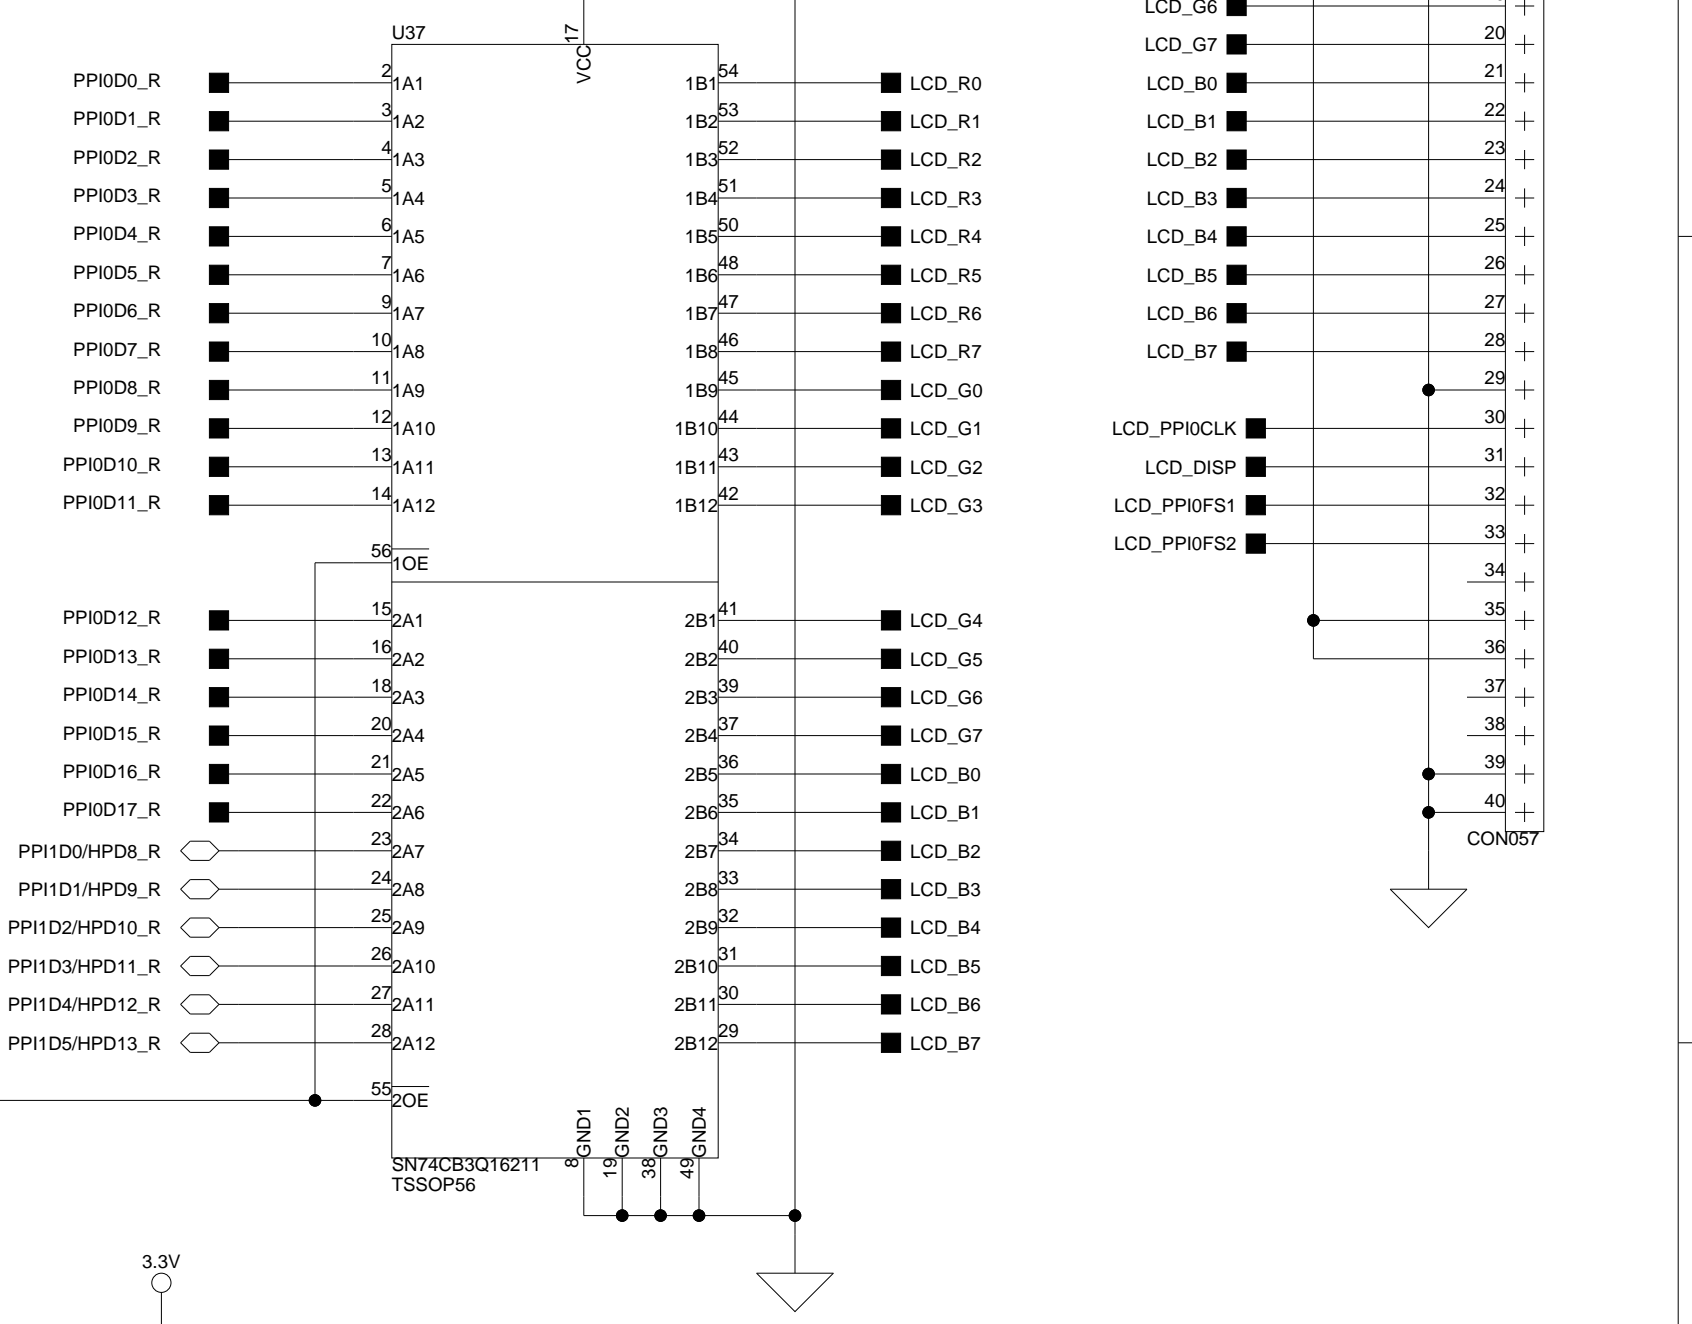 U37
VCC 17
PPI0D0_R 2 1A1 1B1 54 LCD_R0
PPI0D1_R 3 1A2 1B2 53 LCD_R1
PPI0D2_R 4 1A3 1B3 52 LCD_R2
PPI0D3_R 5 1A4 1B4 51 LCD_R3
PPI0D4_R 6 1A5 1B5 50 LCD_R4
PPI0D5_R 7 1A6 1B6 48 LCD_R5
PPI0D6_R 9 1A7 1B7 47 LCD_R6
PPI0D7_R 10 1A8 1B8 46 LCD_R7
PPI0D8_R 11 1A9 1B9 45 LCD_G0
PPI0D9_R 12 1A10 1B10 44 LCD_G1
PPI0D10_R 13 1A11 1B11 43 LCD_G2
PPI0D11_R 14 1A12 1B12 42 LCD_G3
56 1OE
PPI0D12_R 15 2A1 2B1 41 LCD_G4
PPI0D13_R 16 2A2 2B2 40 LCD_G5
PPI0D14_R 18 2A3 2B3 39 LCD_G6
PPI0D15_R 20 2A4 2B4 37 LCD_G7
PPI0D16_R 21 2A5 2B5 36 LCD_B0
PPI0D17_R 22 2A6 2B6 35 LCD_B1
PPI1D0/HPD8_R 23 2A7 2B7 34 LCD_B2
PPI1D1/HPD9_R 24 2A8 2B8 33 LCD_B3
PPI1D2/HPD10_R 25 2A9 2B9 32 LCD_B4
PPI1D3/HPD11_R 26 2A10 2B10 31 LCD_B5
PPI1D4/HPD12_R 27 2A11 2B11 30 LCD_B6
PPI1D5/HPD13_R 28 2A12 2B12 29 LCD_B7
55 2OE
8 GND1
19 GND2
38 GND3
49 GND4
SN74CB3Q16211
TSSOP56
3.3V
LCD_G6
LCD_G7 20
LCD_B0 21
LCD_B1 22
LCD_B2 23
LCD_B3 24
LCD_B4 25
LCD_B5 26
LCD_B6 27
LCD_B7 28
29
LCD_PPI0CLK 30
LCD_DISP 31
LCD_PPI0FS1 32
LCD_PPI0FS2 33
34
35
36
37
38
39
40
CON057